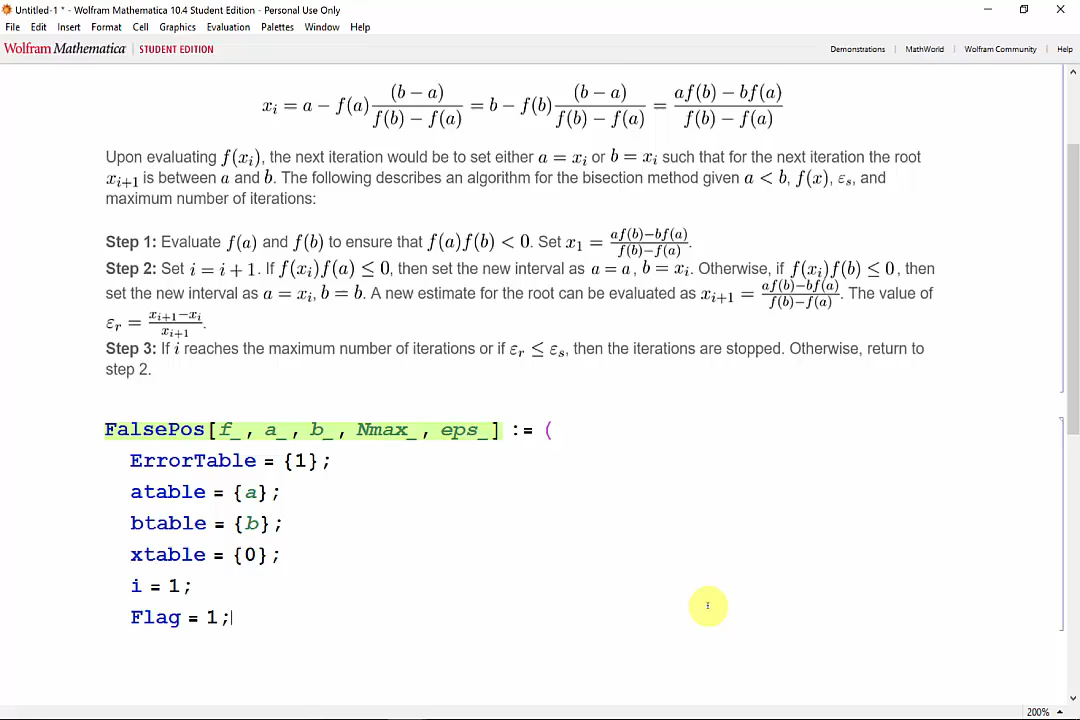 Untitled-1 * - Wolfram Mathematica 10.4 Student Edition - Personal Use Only
File Edit Insert Format Cell Graphics Evaluation Palettes Window Help
Wolfram Mathematica | STUDENT EDITION Demonstrations | MathWorld | Wolfram Community | Help
x_i = a − f(a) (b − a)/(f(b) − f(a)) = b − f(b) (b − a)/(f(b) − f(a)) = (af(b) − bf(a))/(f(b) − f(a))
Upon evaluating f(x_i), the next iteration would be to set either a = x_i or b = x_i such that for the next iteration the root
x_{i+1} is between a and b. The following describes an algorithm for the bisection method given a < b, f(x), ε_s, and
maximum number of iterations:
Step 1: Evaluate f(a) and f(b) to ensure that f(a)f(b) < 0. Set x_1 = (af(b)−bf(a))/(f(b)−f(a)).
Step 2: Set i = i + 1. If f(x_i)f(a) ≤ 0, then set the new interval as a = a, b = x_i. Otherwise, if f(x_i)f(b) ≤ 0, then
set the new interval as a = x_i, b = b. A new estimate for the root can be evaluated as x_{i+1} = (af(b)−bf(a))/(f(b)−f(a)). The value of
ε_r = (x_{i+1}−x_i)/x_{i+1}.
Step 3: If i reaches the maximum number of iterations or if ε_r ≤ ε_s, then the iterations are stopped. Otherwise, return to
step 2.
FalsePos[f_, a_, b_, Nmax_, eps_] := (
ErrorTable = {1};
atable = {a};
btable = {b};
xtable = {0};
i = 1;
Flag = 1;
200%